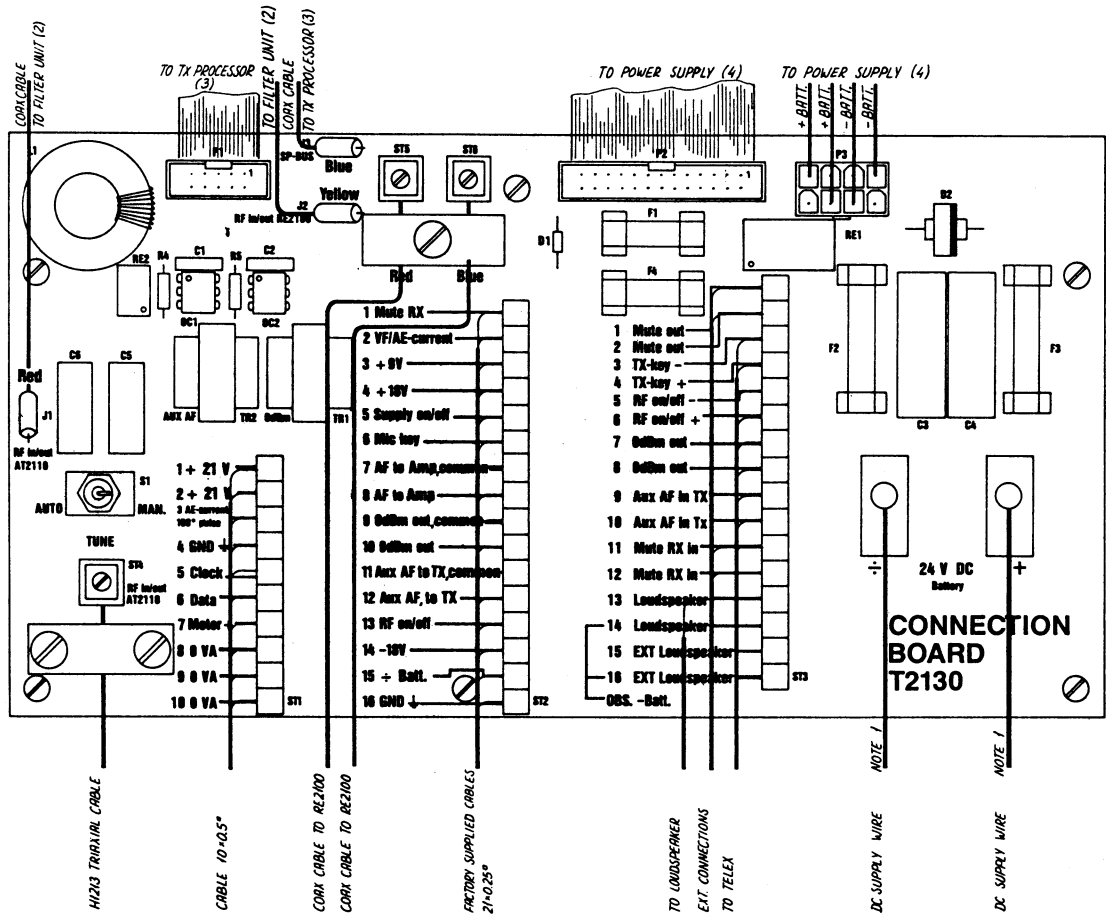 COAX CABLE
TO FILTER UNIT (2)
TO TX PROCESSOR
(3)
TO FILTER UNIT (2)
COAX CABLE
TO TX PROCESSOR (3)
TO POWER SUPPLY (4)
TO POWER SUPPLY (4)
+ BATT.
+ BATT.
- BATT.
- BATT.
L1
P1
1
SP-BUS
Blue
ST5
ST6
P2
1
P3
Yellow
J2
RF in/out RE2100
F1
D1
RE1
B2
RE2
R4
C1
R5
C2
OC1
OC2
Red
Blue
F4
C6
C5
Red
J1
RF in/out
AT2110
AUX AF
TR2
0dBm
TR1
F2
F3
C3
C4
S1
AUTO
MAN.
TUNE
ST4
RF in/out
AT2110
1 + 21 V
2 + 21 V
3 AE-current
4 GND
5 Clock
6 Data
7 Meter
8 0 VA
9 0 VA
10 0 VA
ST1
1 Mute RX
2 VF/AE-current
3 + 9V
4 + 18V
5 Supply on/off
6 Mic key
7 AF to Amp,common
8 AF to Amp
9 0dBm out,common
10 0dBm out
11 Aux AF to TX,common
12 Aux AF, to TX
13 RF on/off
14 -18V
15 ÷ Batt.
16 GND
ST2
1 Mute out
2 Mute out
3 TX-key -
4 TX-key +
5 RF on/off -
6 RF on/off +
7 0dBm out
8 0dBm out
9 Aux AF in TX
10 Aux AF in Tx
11 Mute RX in
12 Mute RX in
13 Loudspeaker
14 Loudspeaker
15 EXT Loudspeaker
16 EXT Loudspeaker
OBS. -Batt.
ST3
÷
24 V DC
Battery
+
CONNECTION
BOARD
T2130
H1213 TRIAXIAL CABLE
CABLE 10×0.5°
COAX CABLE TO RE2100
COAX CABLE TO RE2100
FACTORY SUPPLIED CABLES
21×0.25°
TO LOUDSPEAKER
EXT. CONNECTIONS
TO TELEX
DC SUPPLY WIRE
NOTE 1
DC SUPPLY WIRE
NOTE 1